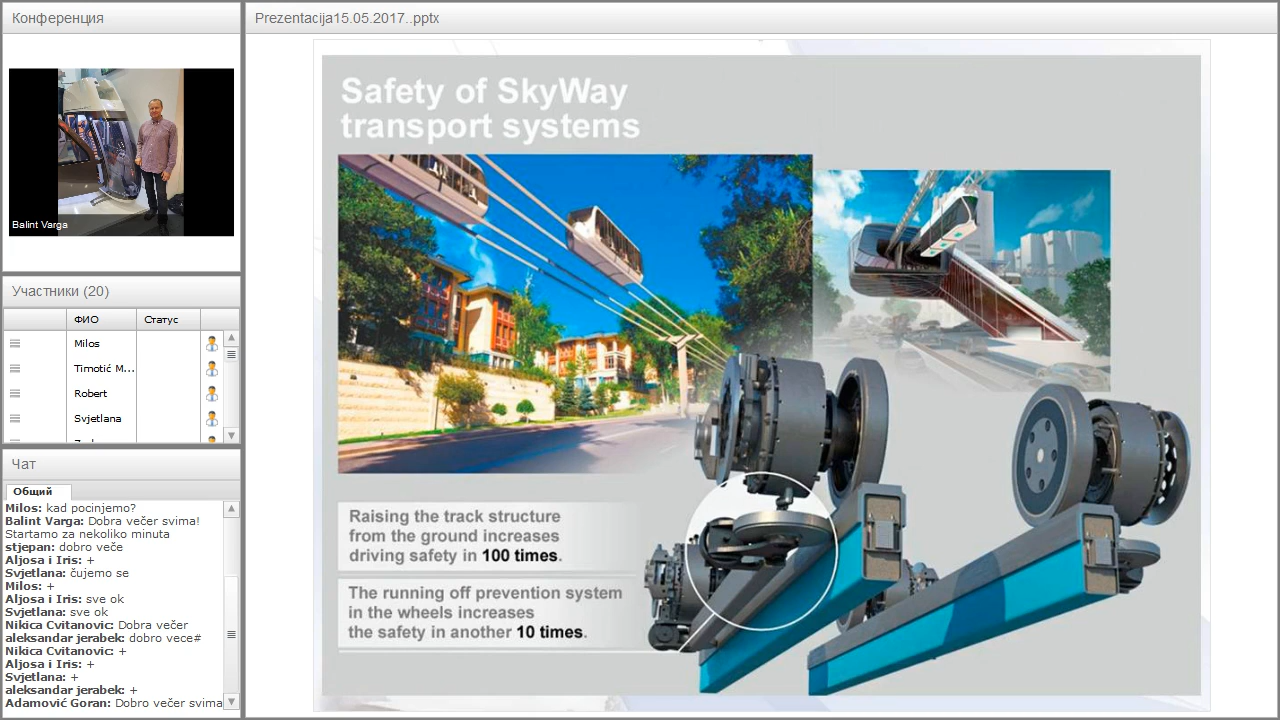 Конференция
Balint Varga
Участники (20)
ФИО Статус
Milos
Timotić M...
Robert
Svjetlana
Чат
Общий
Milos: kad pocinjemo?
Balint Varga: Dobra večer svima!
Startamo za nekoliko minuta
stjepan: dobro veče
Aljosa i Iris: +
Svjetlana: čujemo se
Milos: +
Aljosa i Iris: sve ok
Svjetlana: sve ok
Nikica Cvitanovic: Dobra večer
aleksandar jerabek: dobro vece#
Nikica Cvitanovic: +
Aljosa i Iris: +
Svjetlana: +
aleksandar jerabek: +
Adamović Goran: Dobro večer svima
Prezentacija15.05.2017..pptx
Safety of SkyWay
transport systems
Raising the track structure
from the ground increases
driving safety in 100 times.
The running off prevention system
in the wheels increases
the safety in another 10 times.